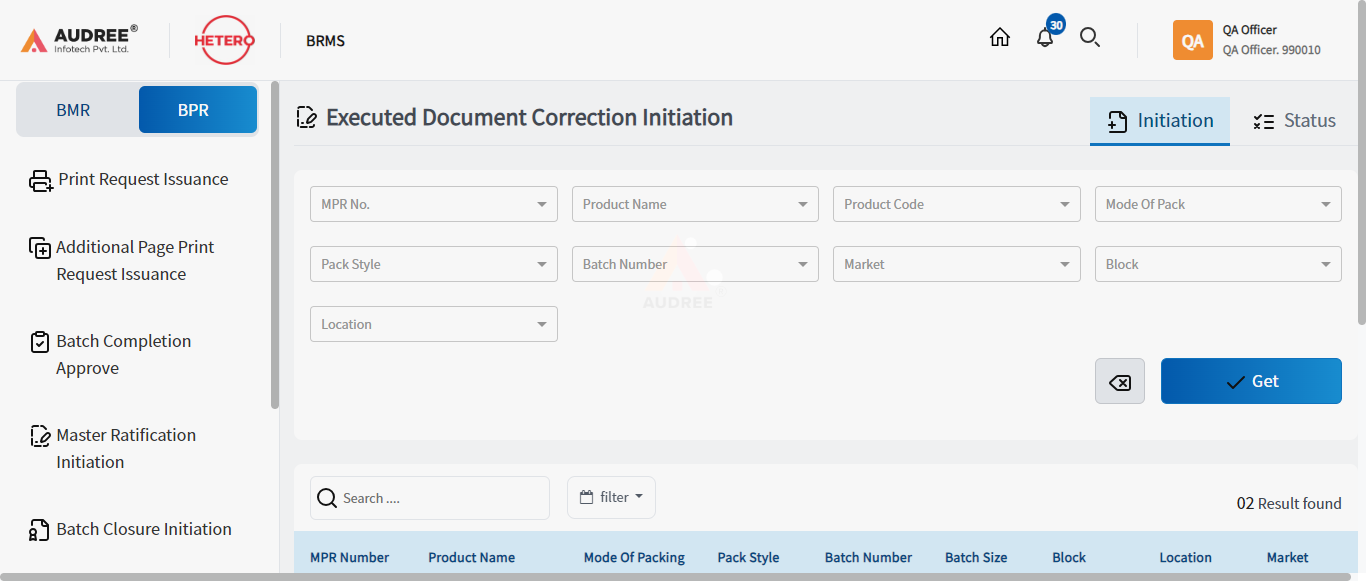 AUDREE®
Infotech Pvt. Ltd.
HETERO
BRMS
30
QA
QA Officer
QA Officer. 990010
BMR
BPR
Print Request Issuance
Additional Page Print
Request Issuance
Batch Completion
Approve
Master Ratification
Initiation
Batch Closure Initiation
Executed Document Correction Initiation
Initiation
Status
MPR No.
Product Name
Product Code
Mode Of Pack
Pack Style
Batch Number
Market
Block
AUDREE
Location
Get
Search ....
filter
02 Result found
MPR Number
Product Name
Mode Of Packing
Pack Style
Batch Number
Batch Size
Block
Location
Market